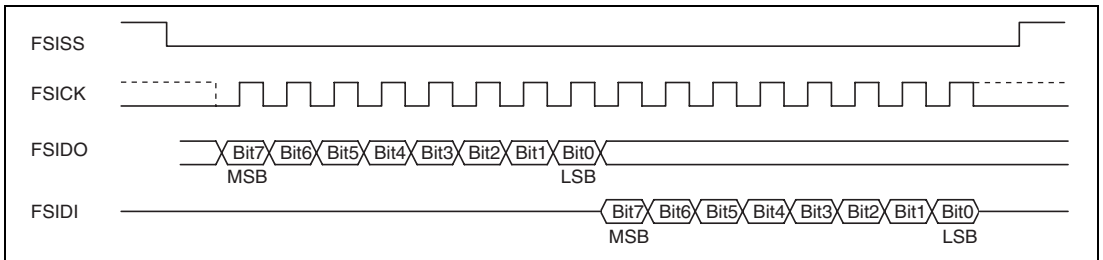 FSISS
FSICK
FSIDO Bit7 Bit6 Bit5 Bit4 Bit3 Bit2 Bit1 Bit0
MSB LSB
FSIDI Bit7 Bit6 Bit5 Bit4 Bit3 Bit2 Bit1 Bit0
MSB LSB